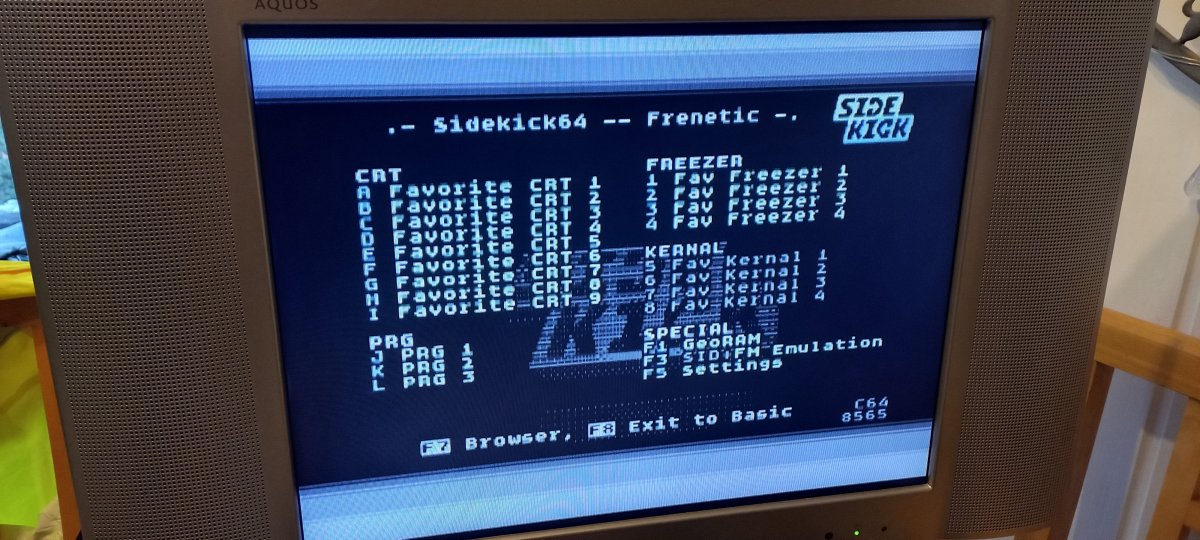 AQUOS
.- Sidekick64 -- Frenetic -.
SIDE
KICK
CRT
A Favorite CRT 1
B Favorite CRT 2
C Favorite CRT 3
D Favorite CRT 4
E Favorite CRT 5
F Favorite CRT 6
G Favorite CRT 7
H Favorite CRT 8
I Favorite CRT 9
PRG
J PRG 1
K PRG 2
L PRG 3
FREEZER
1 Fav Freezer 1
2 Fav Freezer 2
3 Fav Freezer 3
4 Fav Freezer 4
KERNAL
5 Fav Kernal 1
6 Fav Kernal 2
7 Fav Kernal 3
8 Fav Kernal 4
SPECIAL
F1 GeoRAM
F3 SID+FM Emulation
F5 Settings
F7 Browser, F8 Exit to Basic
C64
8565